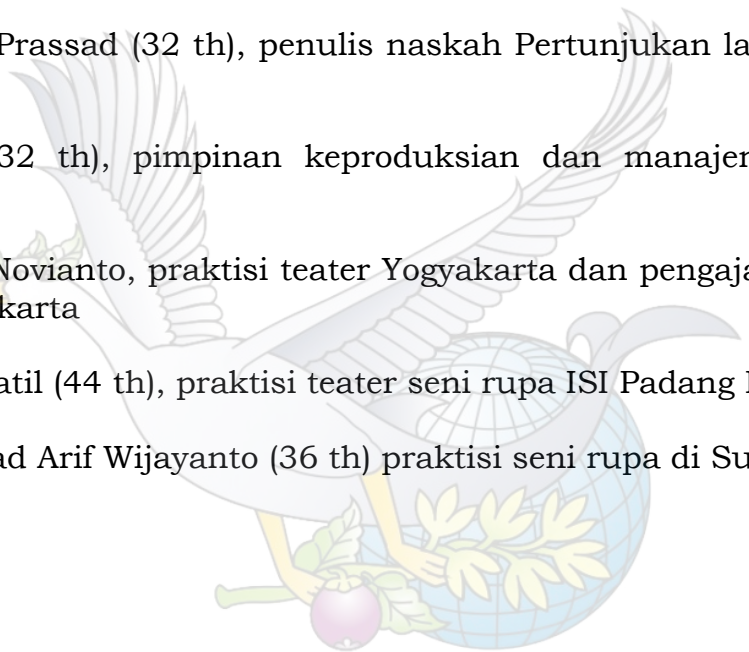 Prassad (32 th), penulis naskah Pertunjukan la
32 th), pimpinan keproduksian dan manajer
Novianto, praktisi teater Yogyakarta dan pengaja
karta
atil (44 th), praktisi teater seni rupa ISI Padang
ad Arif Wijayanto (36 th) praktisi seni rupa di Su